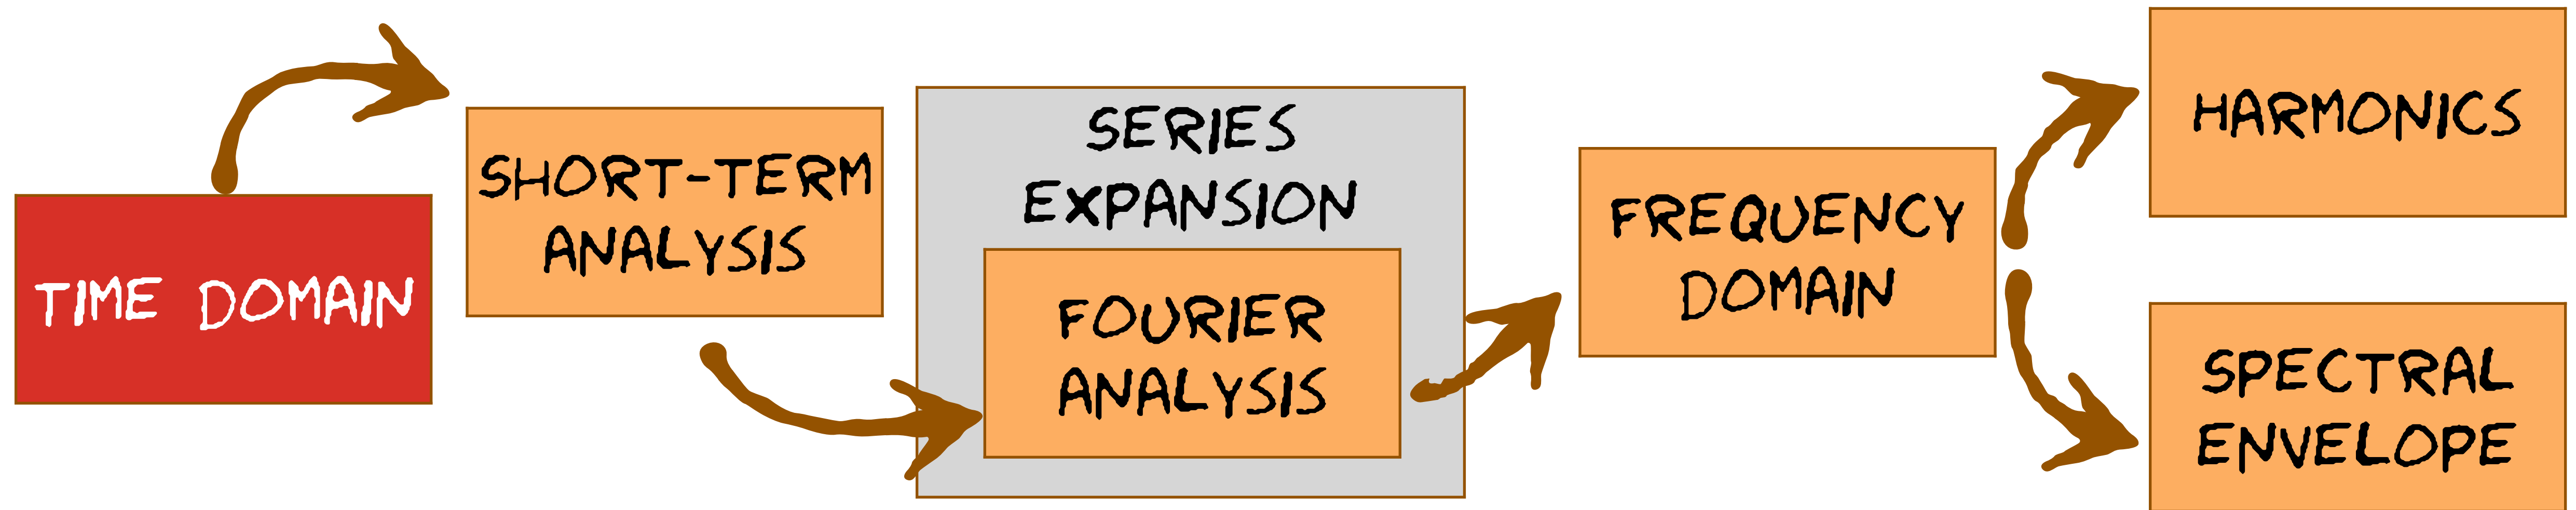 TIME DOMAIN
SHORT-TERM
ANALYSIS
SERIES
EXPANSION
FOURIER
ANALYSIS
FREQUENCY
DOMAIN
HARMONICS
SPECTRAL
ENVELOPE